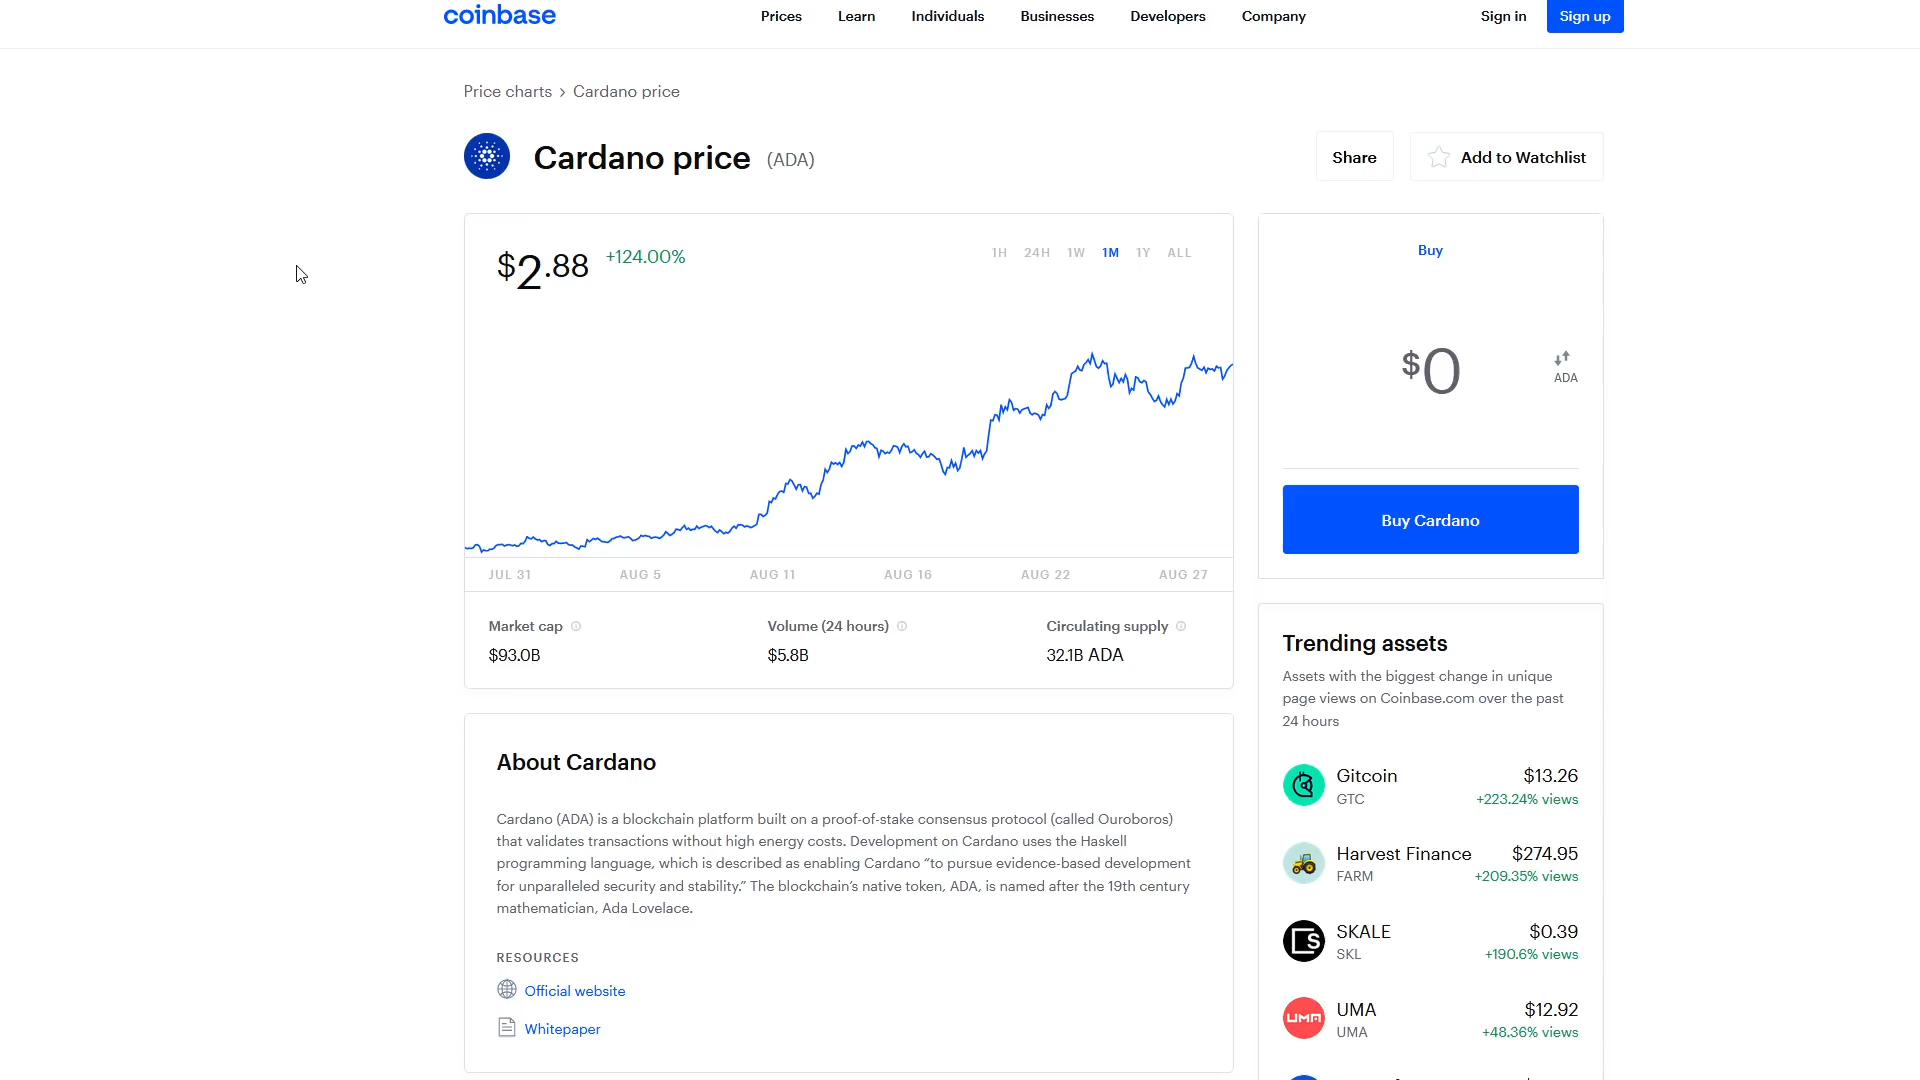 coinbase
Prices Learn Individuals Businesses Developers Company
Sign in Sign up
Price charts › Cardano price
Cardano price (ADA)
Share
Add to Watchlist
$2.88 +124.00%
1H 24H 1W 1M 1Y ALL
JUL 31 AUG 5 AUG 11 AUG 16 AUG 22 AUG 27
Market cap
$93.0B
Volume (24 hours)
$5.8B
Circulating supply
32.1B ADA
About Cardano
Cardano (ADA) is a blockchain platform built on a proof-of-stake consensus protocol (called Ouroboros)
that validates transactions without high energy costs. Development on Cardano uses the Haskell
programming language, which is described as enabling Cardano “to pursue evidence-based development
for unparalleled security and stability.” The blockchain’s native token, ADA, is named after the 19th century
mathematician, Ada Lovelace.
RESOURCES
Official website
Whitepaper
Buy
$0
ADA
Buy Cardano
Trending assets
Assets with the biggest change in unique
page views on Coinbase.com over the past
24 hours
Gitcoin $13.26
GTC +223.24% views
Harvest Finance $274.95
FARM +209.35% views
SKALE $0.39
SKL +190.6% views
UMA
UMA $12.92
UMA +48.36% views